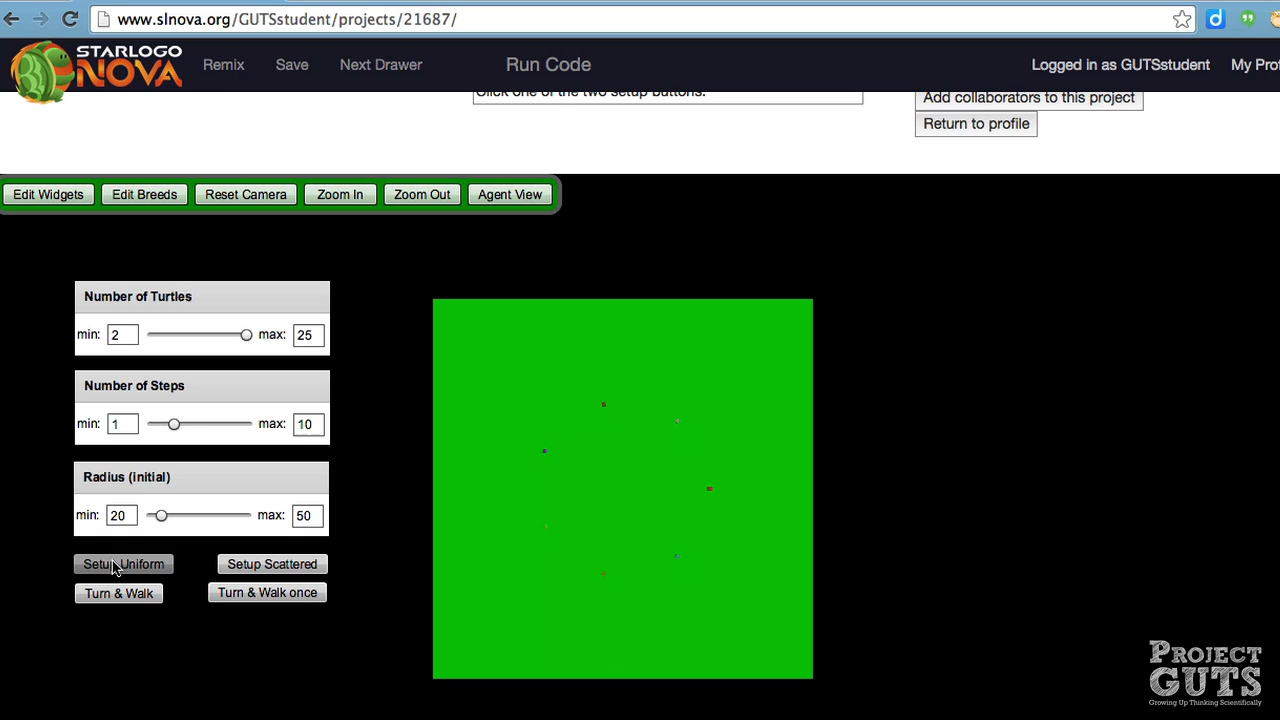 www.slnova.org/GUTSstudent/projects/21687/
STARLOGO
NOVA
Remix
Save
Next Drawer
Run Code
Logged in as GUTSstudent
My Pro
Click one of the two setup buttons.
Add collaborators to this project
Return to profile
Edit Widgets
Edit Breeds
Reset Camera
Zoom In
Zoom Out
Agent View
Number of Turtles
min: 2 max: 25
Number of Steps
min: 1 max: 10
Radius (initial)
min: 20 max: 50
Setup Uniform
Setup Scattered
Turn & Walk
Turn & Walk once
PROJECT
GUTS
Growing Up Thinking Scientifically